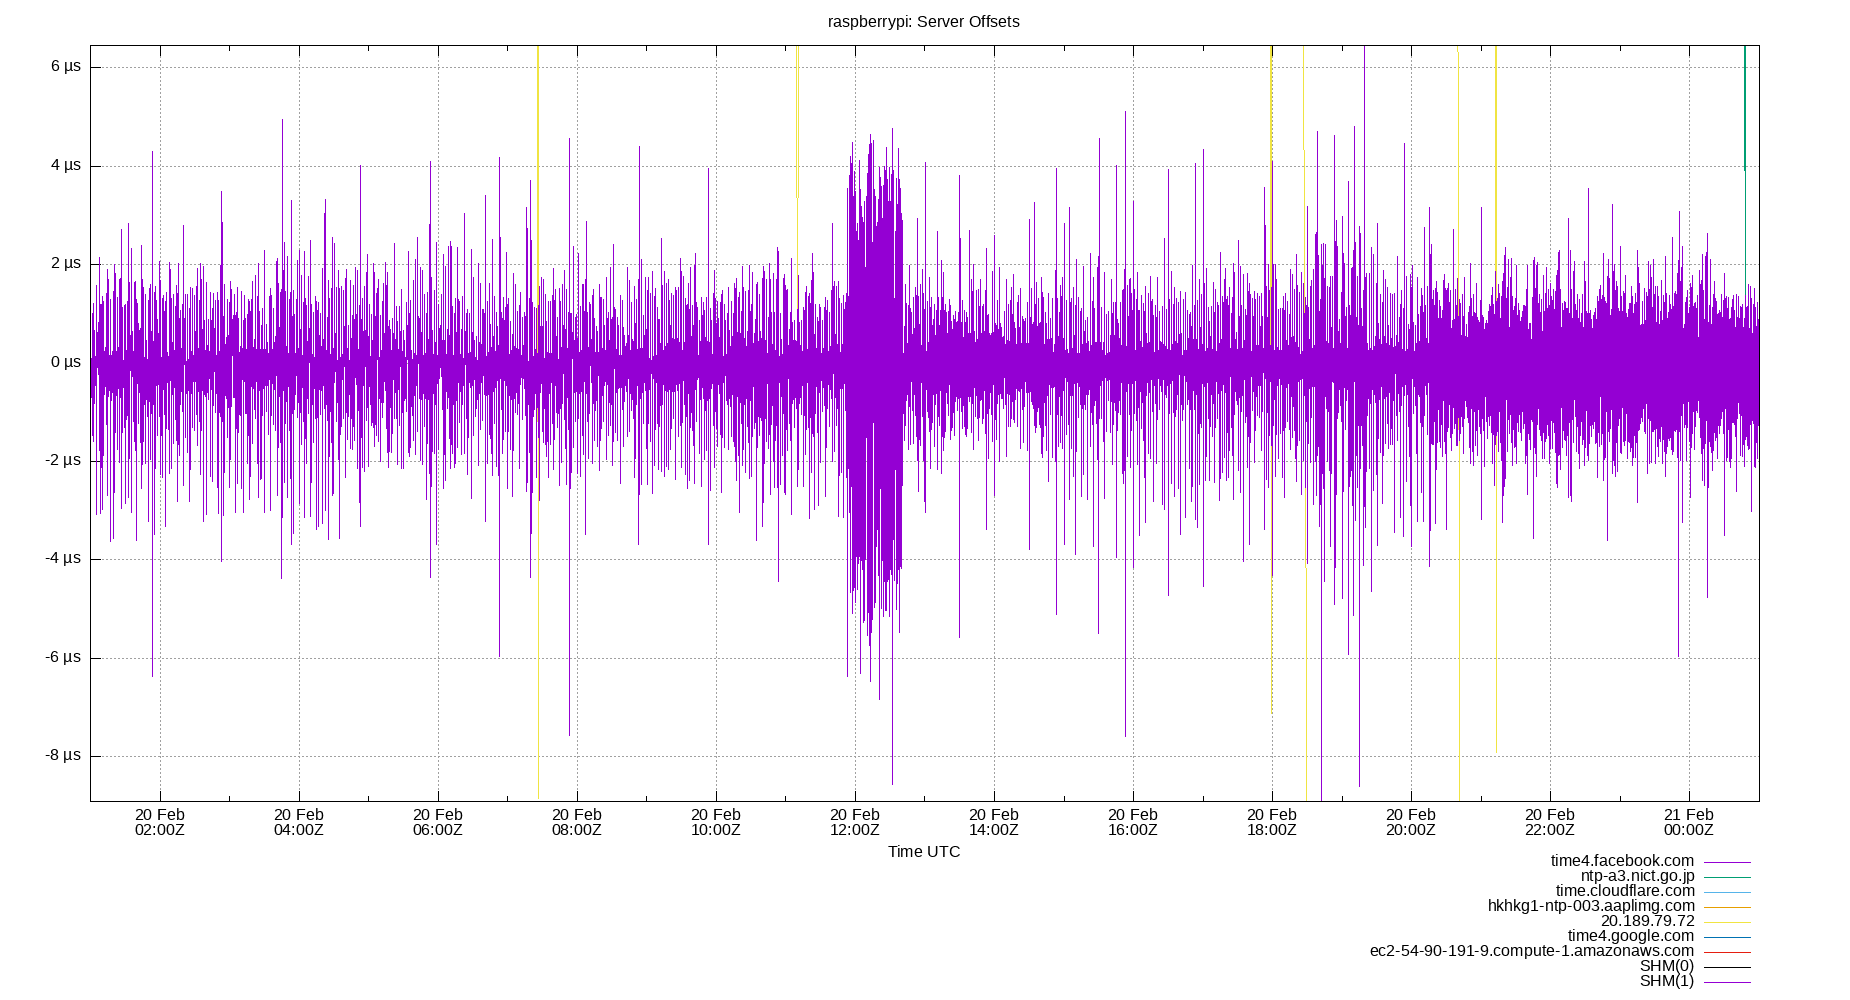 raspberrypi: Server Offsets
6 µs
4 µs
2 µs
0 µs
-2 µs
-4 µs
-6 µs
-8 µs
20 Feb 20 Feb 20 Feb 20 Feb 20 Feb 20 Feb 20 Feb 20 Feb 20 Feb 20 Feb 20 Feb 21 Feb
02:00Z 04:00Z 06:00Z 08:00Z 10:00Z 12:00Z 14:00Z 16:00Z 18:00Z 20:00Z 22:00Z 00:00Z
Time UTC
time4.facebook.com
ntp-a3.nict.go.jp
time.cloudflare.com
hkhkg1-ntp-003.aaplimg.com
20.189.79.72
time4.google.com
ec2-54-90-191-9.compute-1.amazonaws.com
SHM(0)
SHM(1)